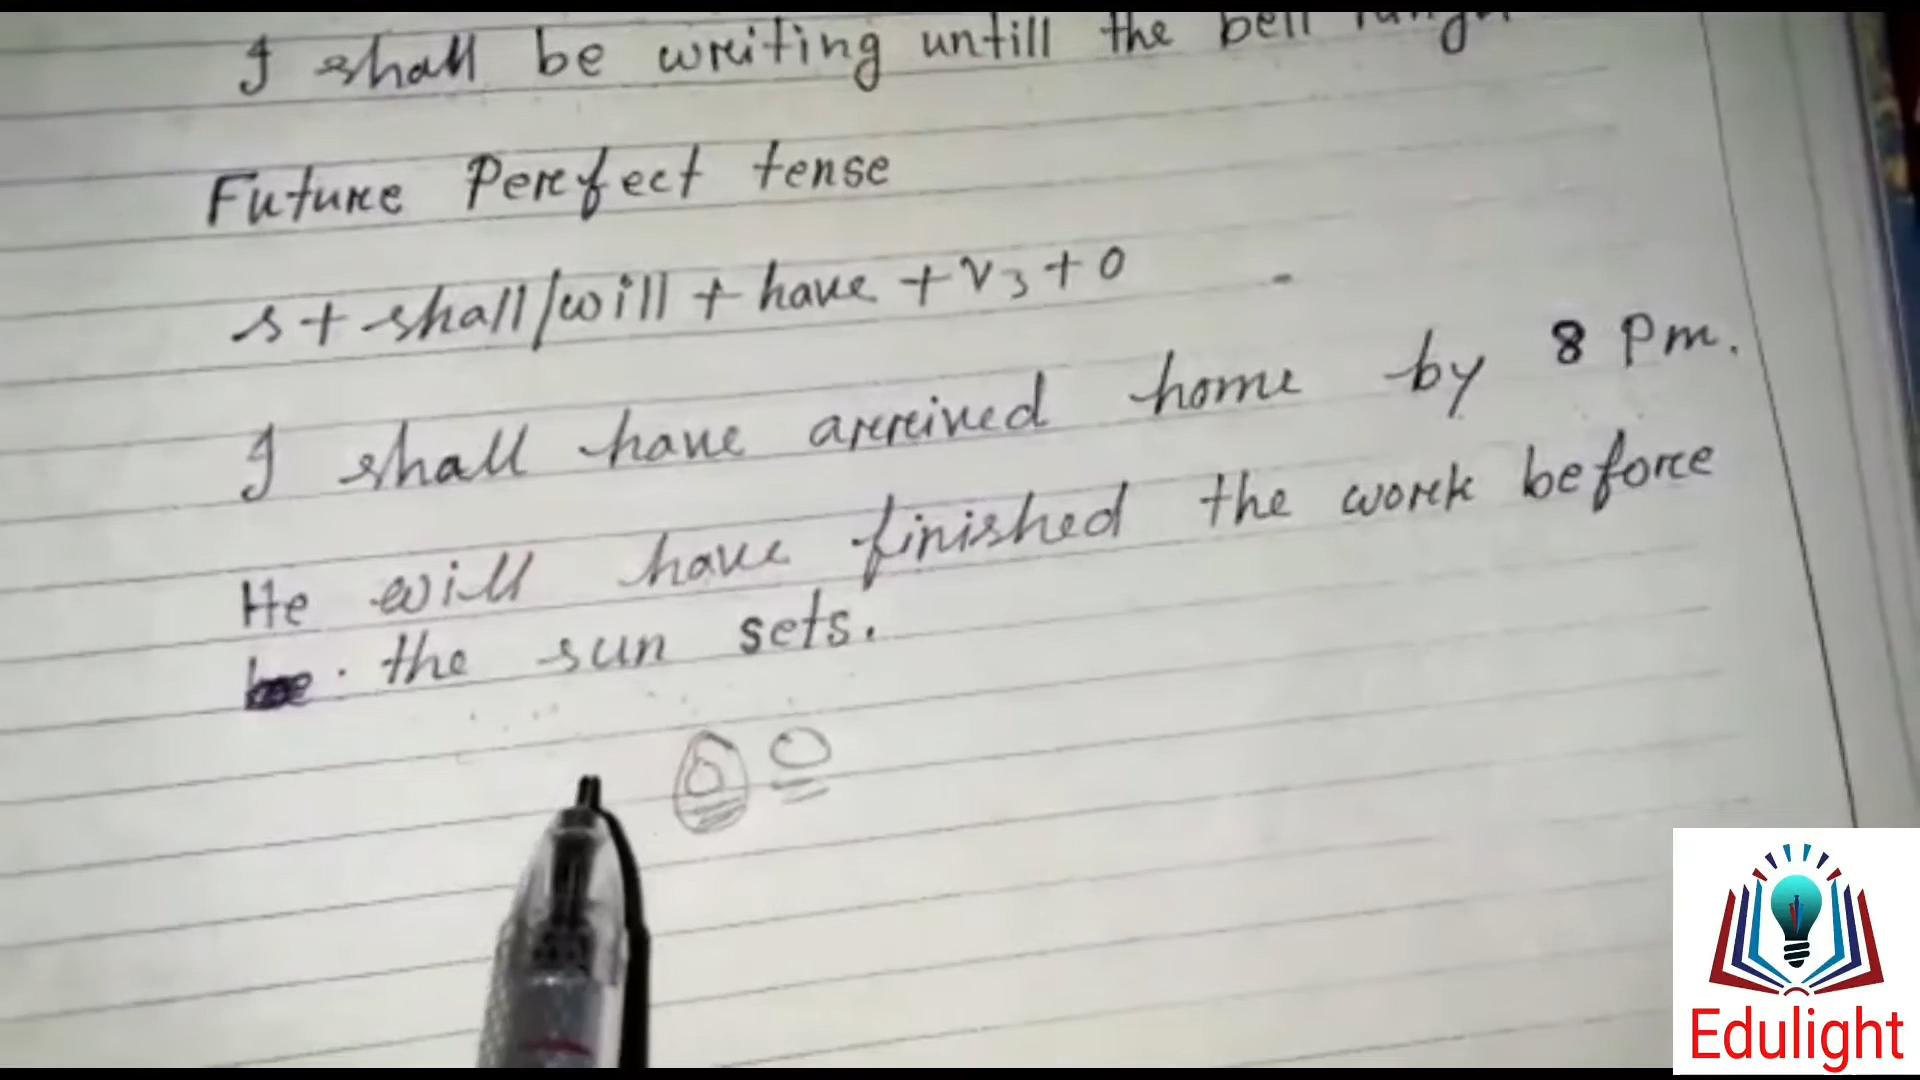 I shall be writing untill the bell
Future Perfect tense
s + shall/will + have + V3 + O
I shall have arrived home by 8 Pm.
He will have finished the work before
the sun sets.
Edulight